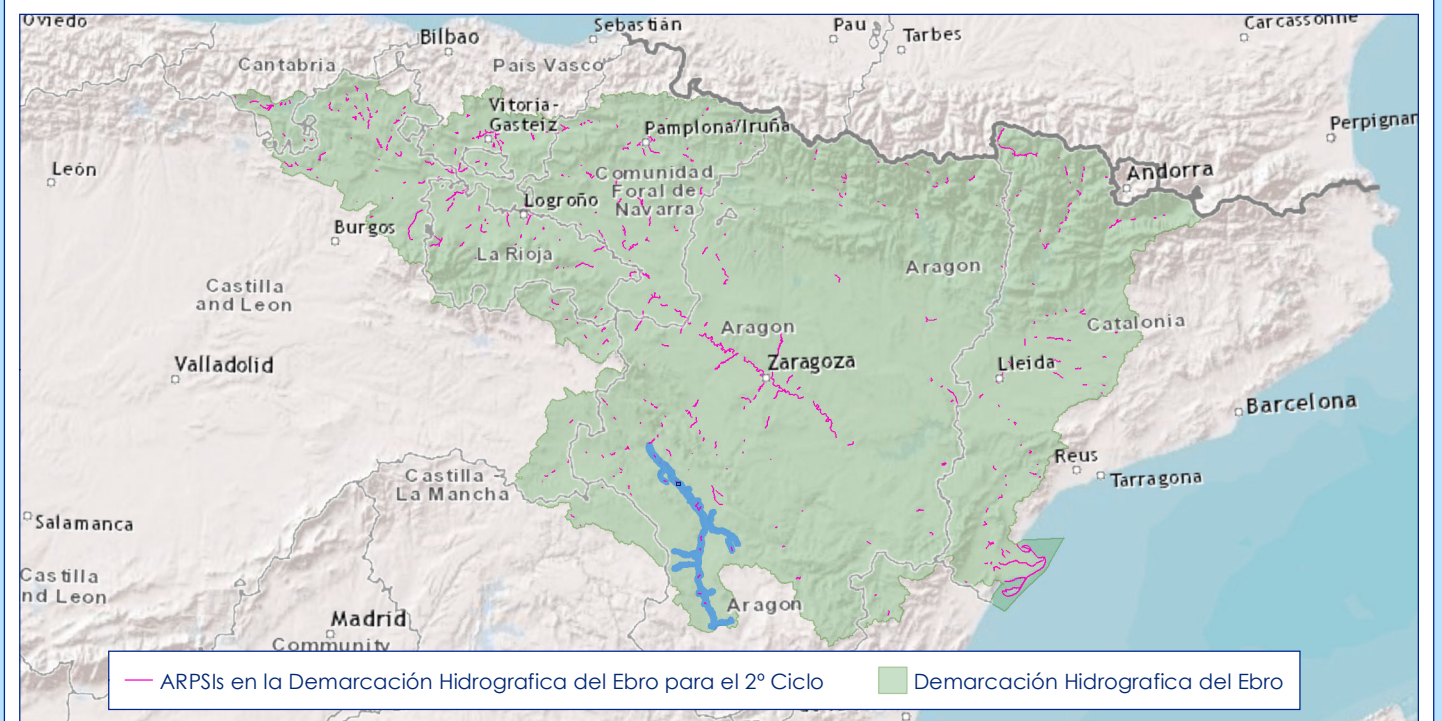 Oviedo
Sebastián
Pau
Tarbes
Carcassonne
Bilbao
Cantabria
País Vasco
Vitoria-
Gasteiz
Pamplona/Iruña
Perpignan
León
Comunidad
Foral de
Navarra
Andorra
Logroño
Burgos
La Rioja
Aragon
Castilla
and Leon
Aragon
Catalonia
Valladolid
Zaragoza
Lleida
Barcelona
Reus
Castilla
La Mancha
Tarragona
Salamanca
Castilla
nd Leon
Aragon
Madrid
Community
ARPSIs en la Demarcación Hidrografica del Ebro para el 2º Ciclo
Demarcación Hidrografica del Ebro